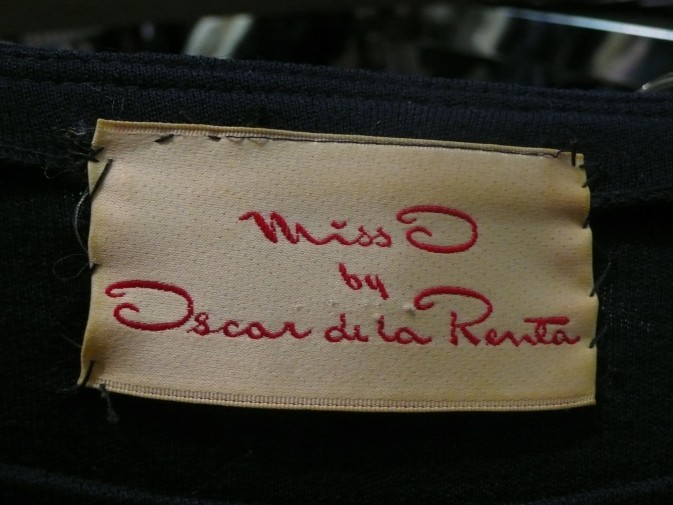 Miss O
by
Oscar de la Renta